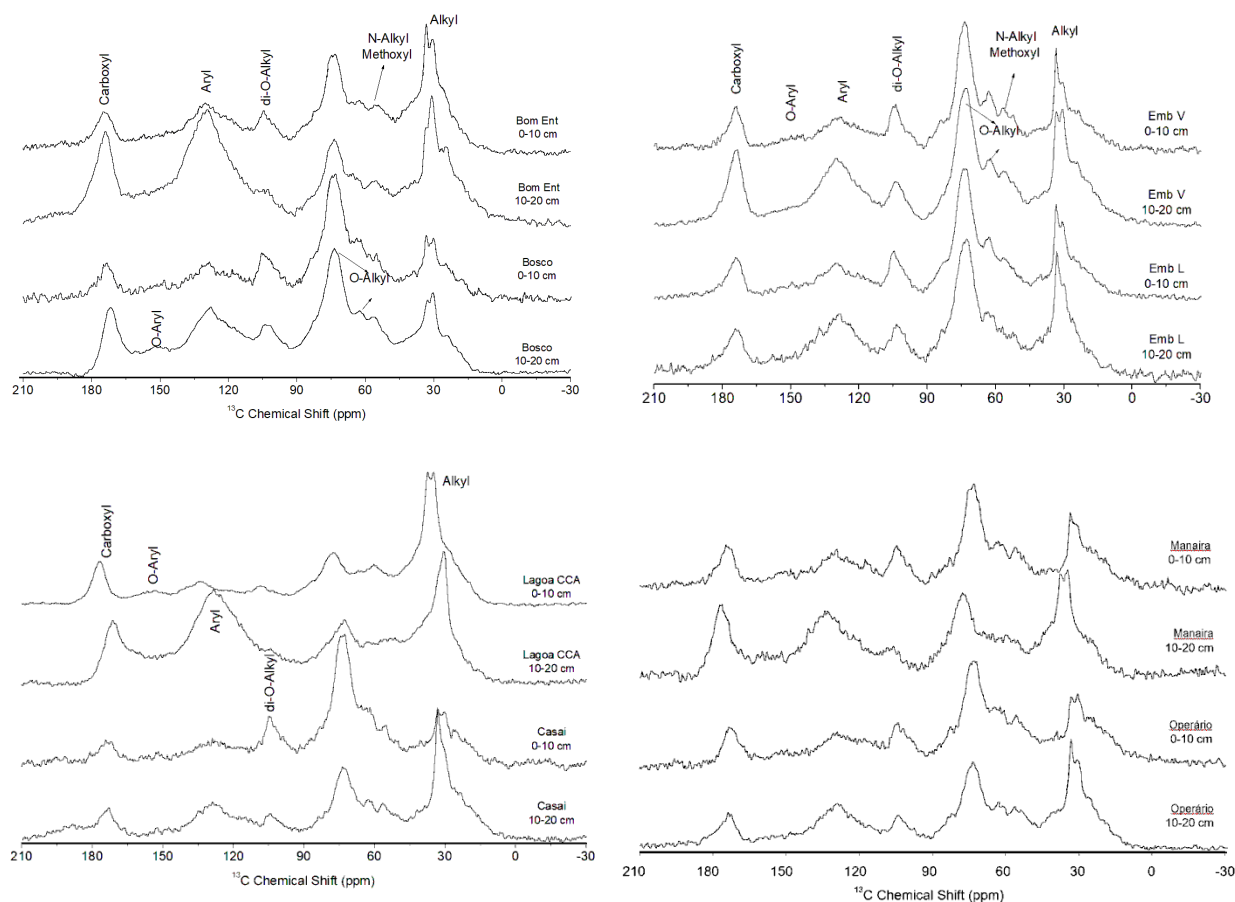 Alkyl
N-Alkyl
Methoxyl
Carboxyl
Aryl
di-O-Alkyl
Bom Ent
0-10 cm
Bom Ent
10-20 cm
Bosco
0-10 cm
O-Alkyl
O-Aryl
Bosco
10-20 cm
210 180 150 120 90 60 30 0 -30
13C Chemical Shift (ppm)
N-Alkyl
Methoxyl
Alkyl
Carboxyl
O-Aryl
Aryl
di-O-Alkyl
Emb V
0-10 cm
O-Alkyl
Emb V
10-20 cm
Emb L
0-10 cm
Emb L
10-20 cm
210 180 150 120 90 60 30 0 -30
Alkyl
Carboxyl
O-Aryl
Lagoa CCA
0-10 cm
Aryl
Lagoa CCA
10-20 cm
di-O-Alkyl
Casai
0-10 cm
Casai
10-20 cm
210 180 150 120 90 60 30 0 -30
13C Chemical Shift (ppm)
Manaira
0-10 cm
Manaira
10-20 cm
Operário
0-10 cm
Operário
10-20 cm
210 180 150 120 90 60 30 0 -30
13C Chemical Shift (ppm)